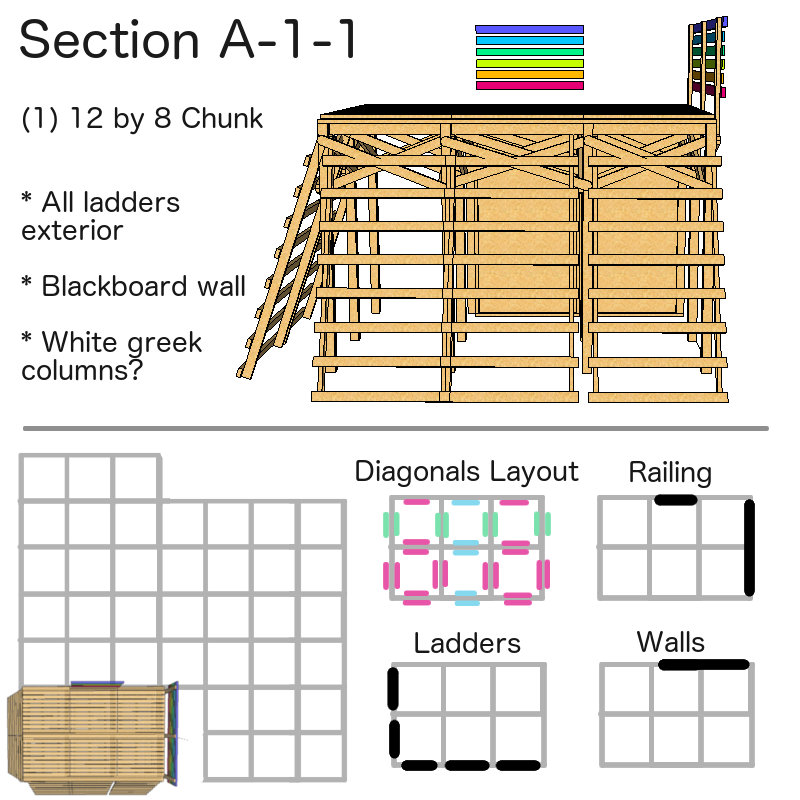 Section A-1-1
(1) 12 by 8 Chunk
* All ladders
exterior
* Blackboard wall
* White greek
columns?
Diagonals Layout
Railing
Ladders
Walls